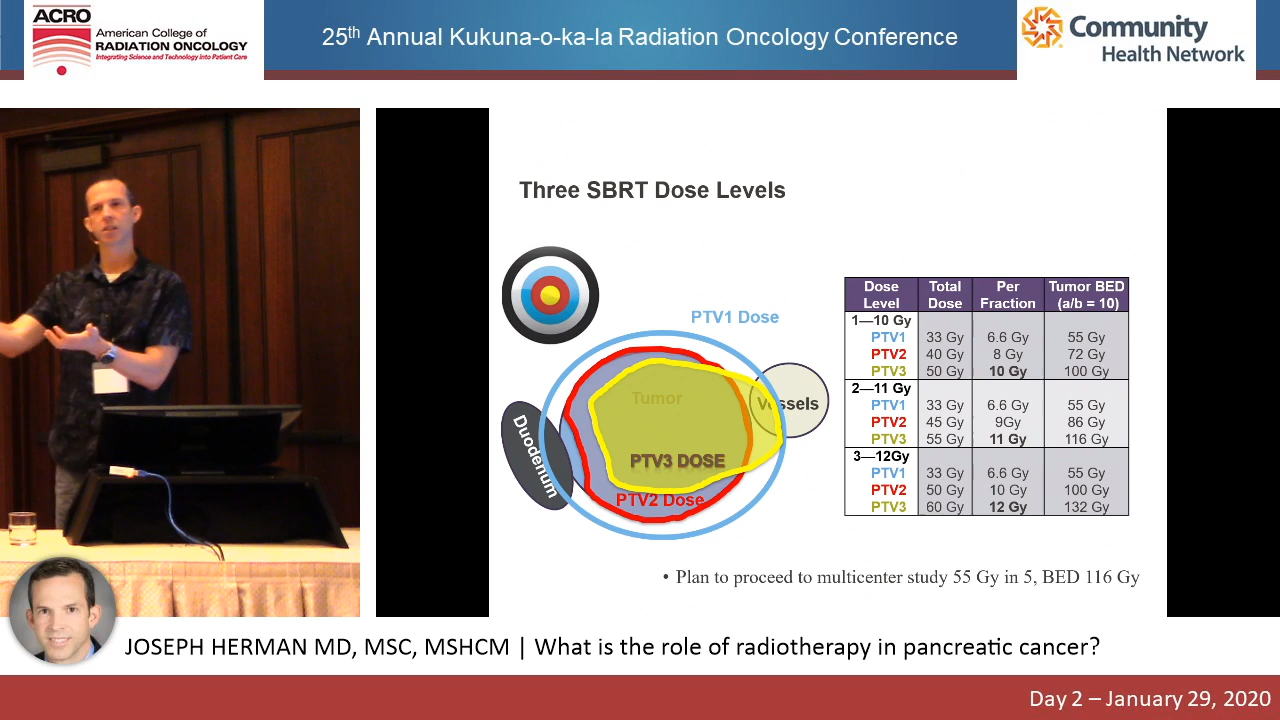 ACRO
American College of
RADIATION ONCOLOGY
Integrating Science and Technology into Patient Care
25th Annual Kukuna-o-ka-la Radiation Oncology Conference
Community
Health Network
Three SBRT Dose Levels
PTV1 Dose
Tumor
Vessels
Duodenum
PTV3 DOSE
PTV2 Dose
Dose Level Total Dose Per Fraction Tumor BED (a/b = 10)
1—10 Gy
PTV1 33 Gy 6.6 Gy 55 Gy
PTV2 40 Gy 8 Gy 72 Gy
PTV3 50 Gy 10 Gy 100 Gy
2—11 Gy
PTV1 33 Gy 6.6 Gy 55 Gy
PTV2 45 Gy 9Gy 86 Gy
PTV3 55 Gy 11 Gy 116 Gy
3—12Gy
PTV1 33 Gy 6.6 Gy 55 Gy
PTV2 50 Gy 10 Gy 100 Gy
PTV3 60 Gy 12 Gy 132 Gy
• Plan to proceed to multicenter study 55 Gy in 5, BED 116 Gy
JOSEPH HERMAN MD, MSC, MSHCM | What is the role of radiotherapy in pancreatic cancer?
Day 2 – January 29, 2020